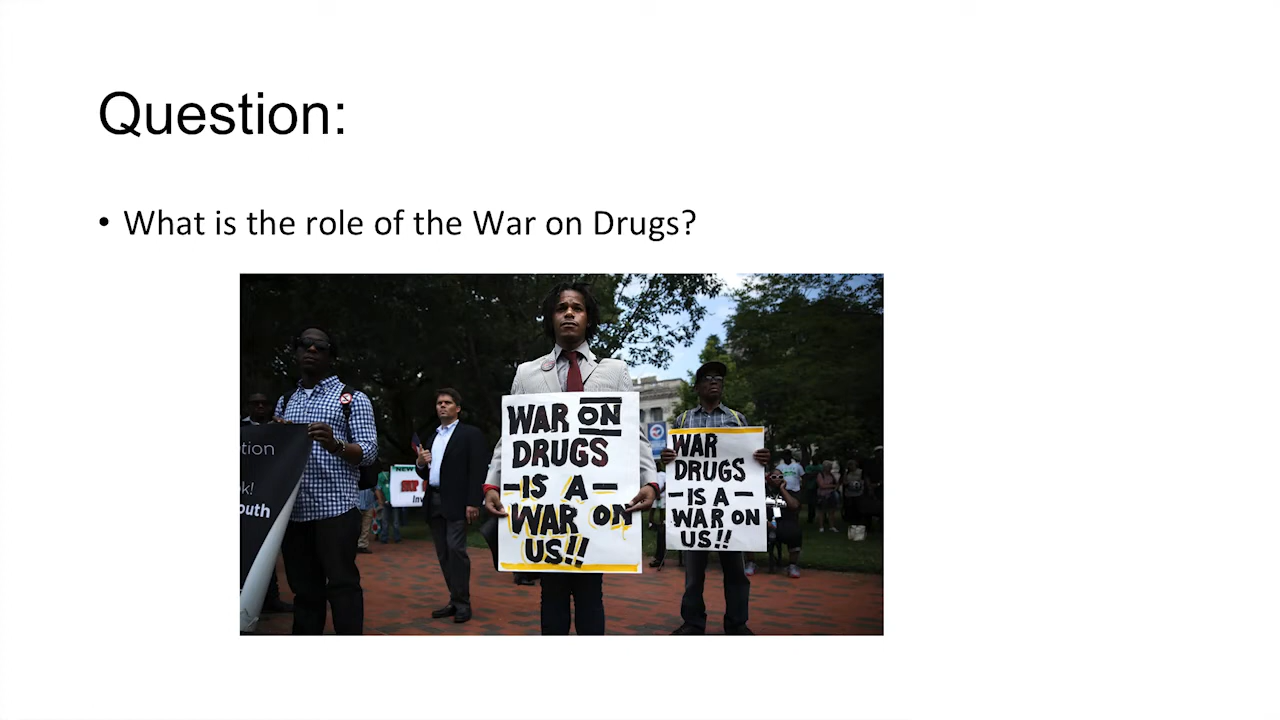 Question:
• What is the role of the War on Drugs?
tion
k!
outh
NEW
WAR ON
DRUGS
–IS A–
WAR ON
US!!
WAR
DRUGS
–IS A–
WAR ON
US!!